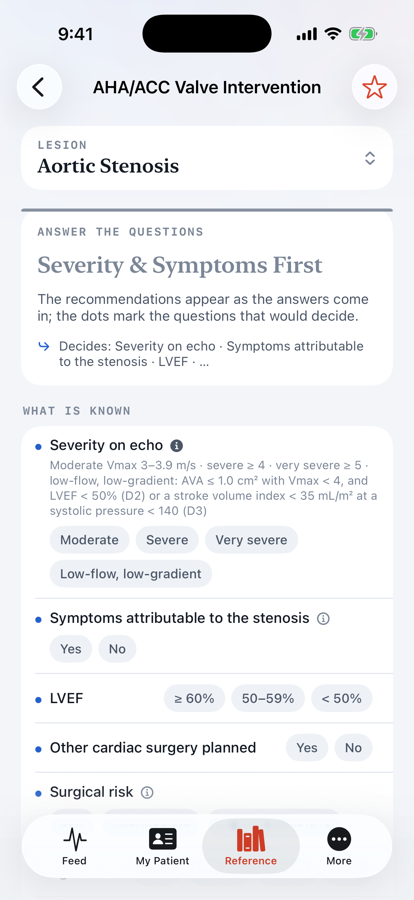 9:41
AHA/ACC Valve Intervention
LESION
Aortic Stenosis
ANSWER THE QUESTIONS
Severity & Symptoms First
The recommendations appear as the answers come
in; the dots mark the questions that would decide.
Decides: Severity on echo · Symptoms attributable
to the stenosis · LVEF · ...
WHAT IS KNOWN
Severity on echo
Moderate Vmax 3–3.9 m/s · severe ≥ 4 · very severe ≥ 5 ·
low-flow, low-gradient: AVA ≤ 1.0 cm² with Vmax < 4, and
LVEF < 50% (D2) or a stroke volume index < 35 mL/m² at a
systolic pressure < 140 (D3)
Moderate Severe Very severe
Low-flow, low-gradient
Symptoms attributable to the stenosis
Yes No
LVEF ≥ 60% 50–59% < 50%
Other cardiac surgery planned Yes No
Surgical risk
Feed My Patient Reference More